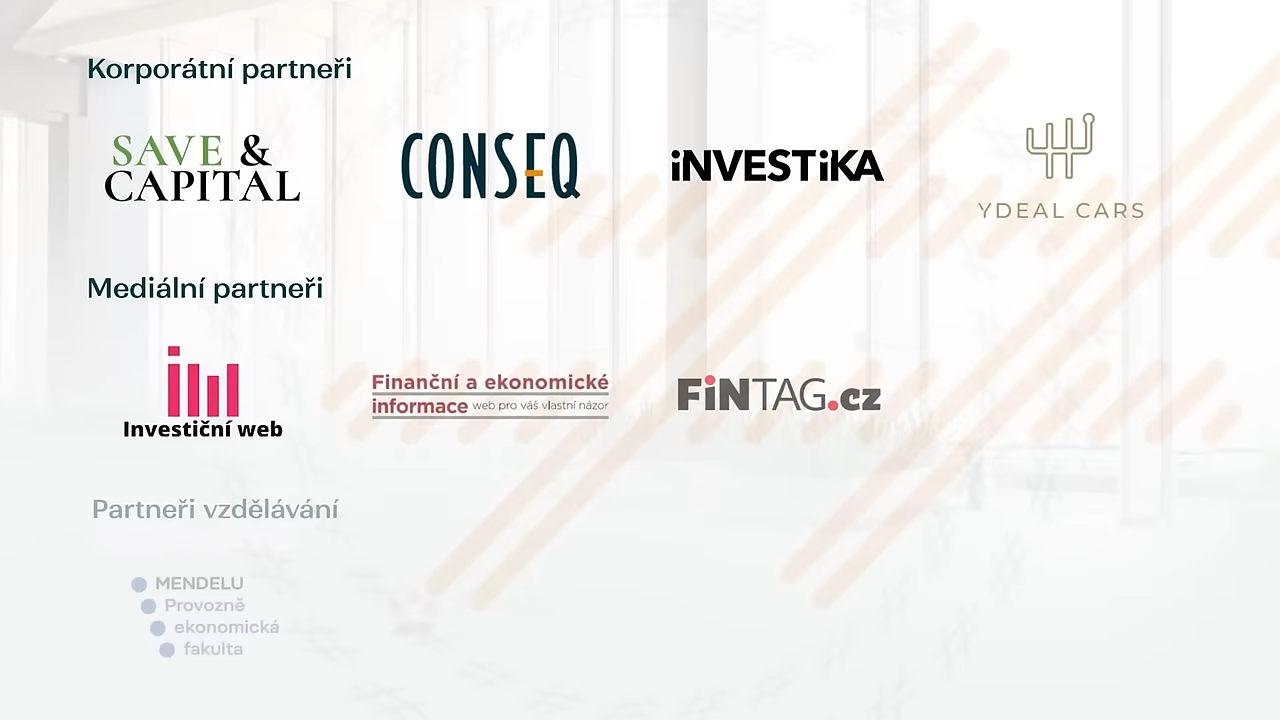 Korporátní partneři
SAVE &
CAPITAL
CONSEQ
iNVESTiKA
YDEAL CARS
Mediální partneři
Investiční web
Finanční a ekonomické
informace web pro váš vlastní názor
FiNTAG.cz
Partneři vzdělávání
MENDELU
Provozně
ekonomická
fakulta